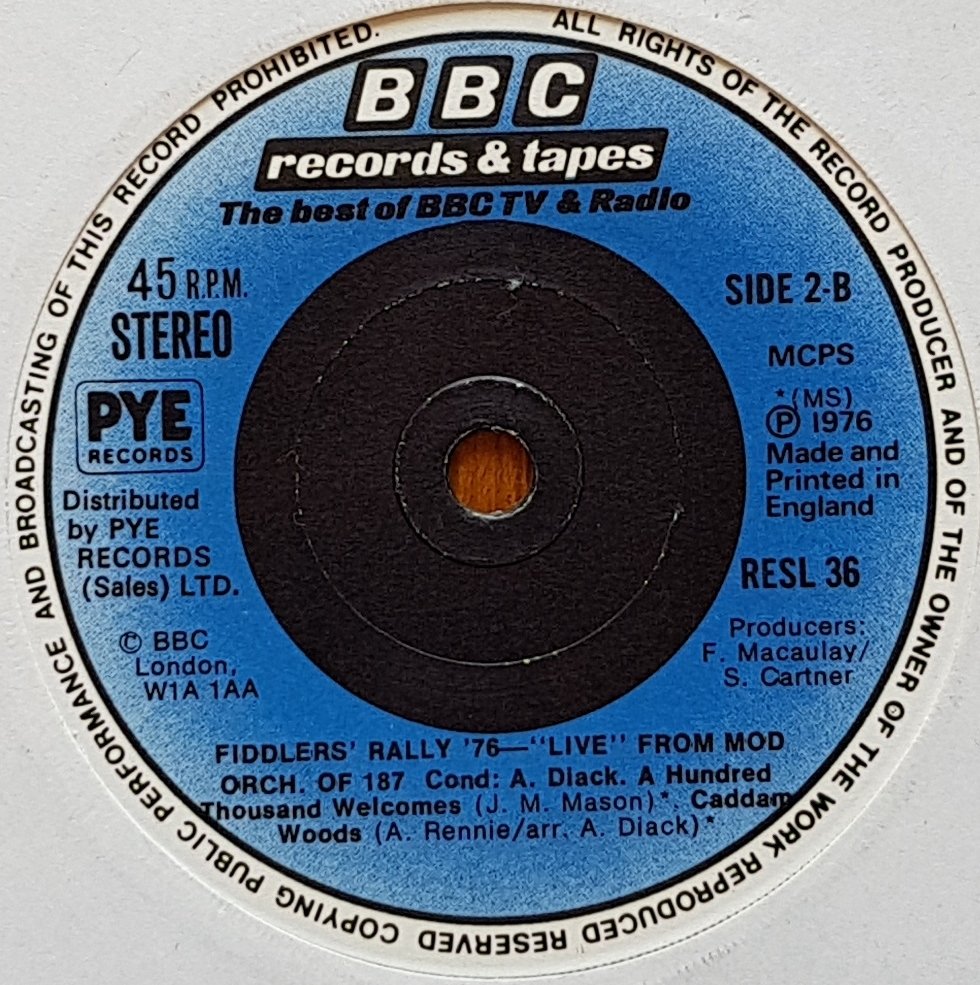 ALL RIGHTS OF THE RECORD PRODUCER AND OF THE OWNER OF THE WORK REPRODUCED RESERVED COPYING PUBLIC PERFORMANCE AND BROADCASTING OF THIS RECORD PROHIBITED.
BBC
records & tapes
The best of BBC TV & Radio
45 R.P.M.
STEREO
PYE
RECORDS
Distributed
by PYE
RECORDS
(Sales) LTD.
© BBC
London,
W1A 1AA
SIDE 2-B
MCPS
*(MS)
Ⓟ 1976
Made and
Printed in
England
RESL 36
Producers:
F. Macaulay/
S. Cartner
FIDDLERS' RALLY '76—"LIVE" FROM MOD
ORCH. OF 187 Cond: A. Diack. A Hundred
Thousand Welcomes (J. M. Mason)*. Caddam
Woods (A. Rennie/arr. A. Diack)*